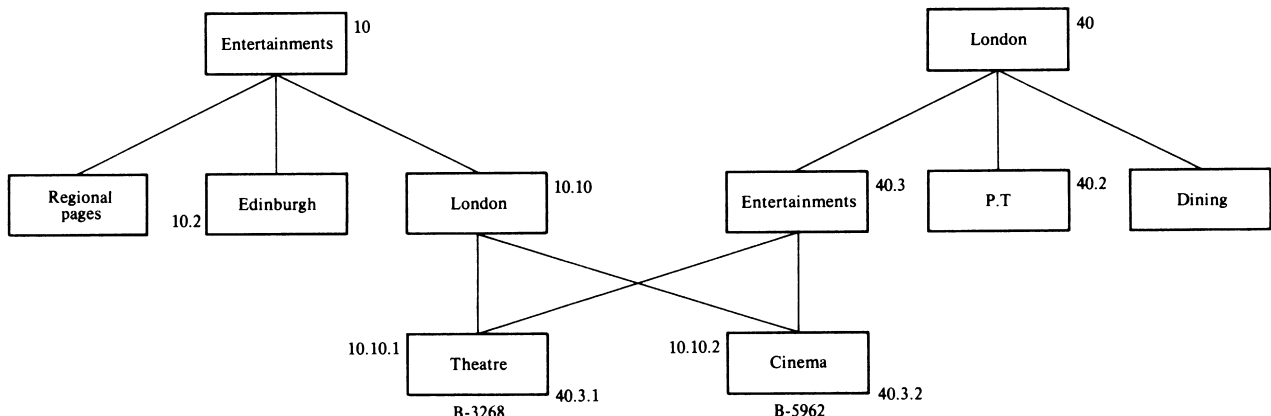 Entertainments
10
London
40
Regional
pages
10.2
Edinburgh
London
10.10
Entertainments
40.3
P.T
40.2
Dining
10.10.1
Theatre
40.3.1
B-3268
10.10.2
Cinema
40.3.2
B-5962